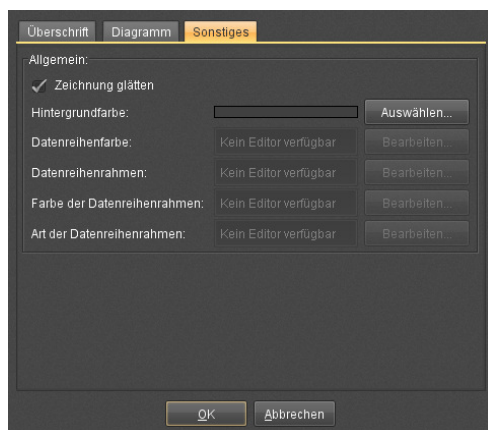 Überschrift Diagramm Sonstiges
Allgemein:
Zeichnung glätten
Hintergrundfarbe: Auswählen...
Datenreihenfarbe: Kein Editor verfügbar Bearbeiten...
Datenreihenrahmen: Kein Editor verfügbar Bearbeiten...
Farbe der Datenreihenrahmen: Kein Editor verfügbar Bearbeiten...
Art der Datenreihenrahmen: Kein Editor verfügbar Bearbeiten...
OK Abbrechen